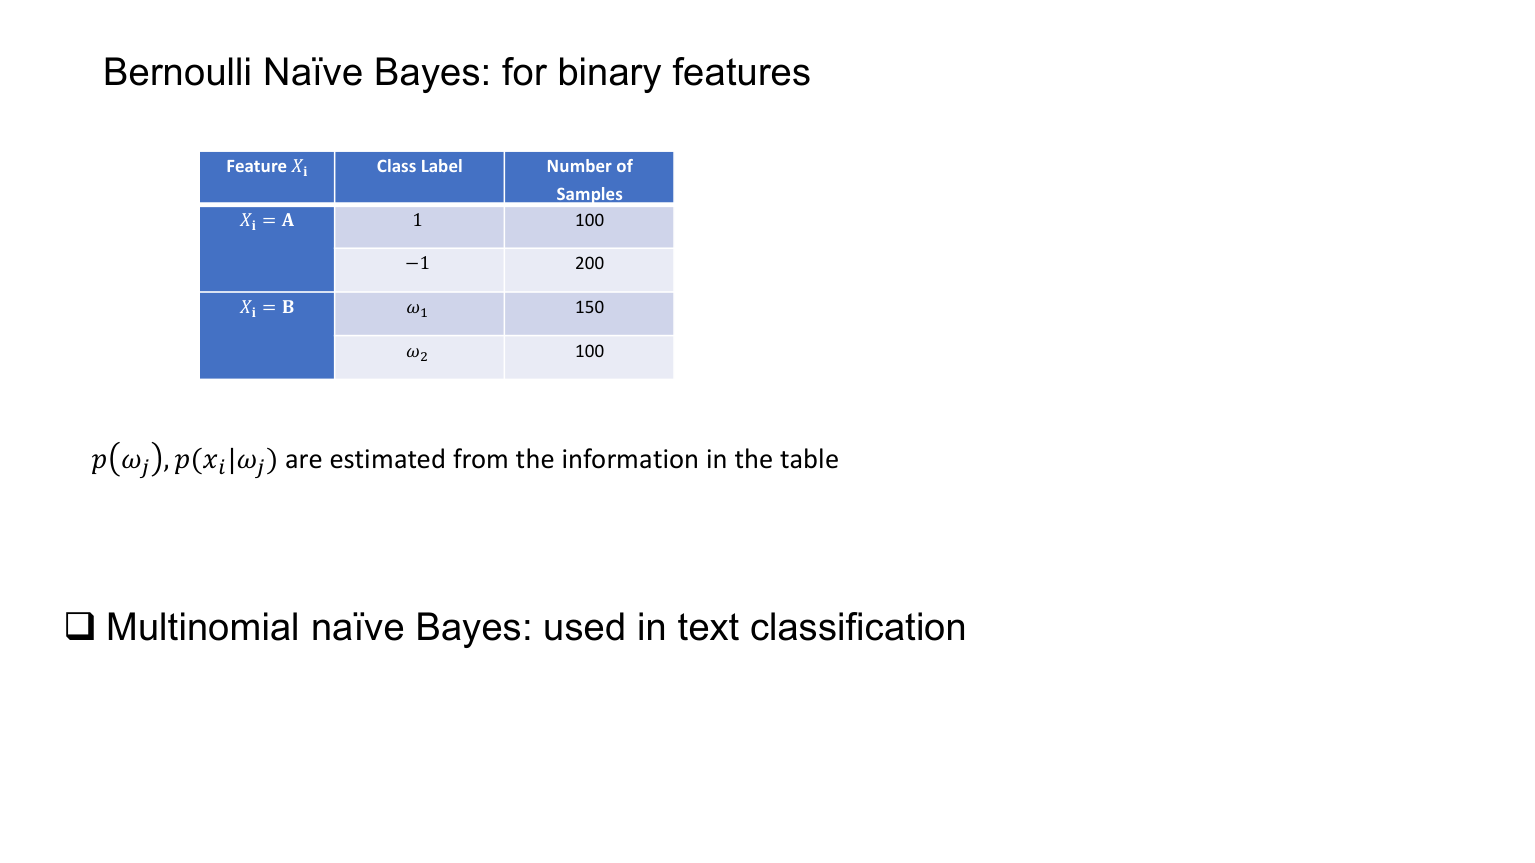 Bernoulli Naïve Bayes: for binary features
Feature Xᵢ Class Label Number of
Samples
Xᵢ = A 1 100
−1 200
Xᵢ = B ω₁ 150
ω₂ 100
p(ωⱼ), p(xᵢ|ωⱼ) are estimated from the information in the table
❑ Multinomial naïve Bayes: used in text classification